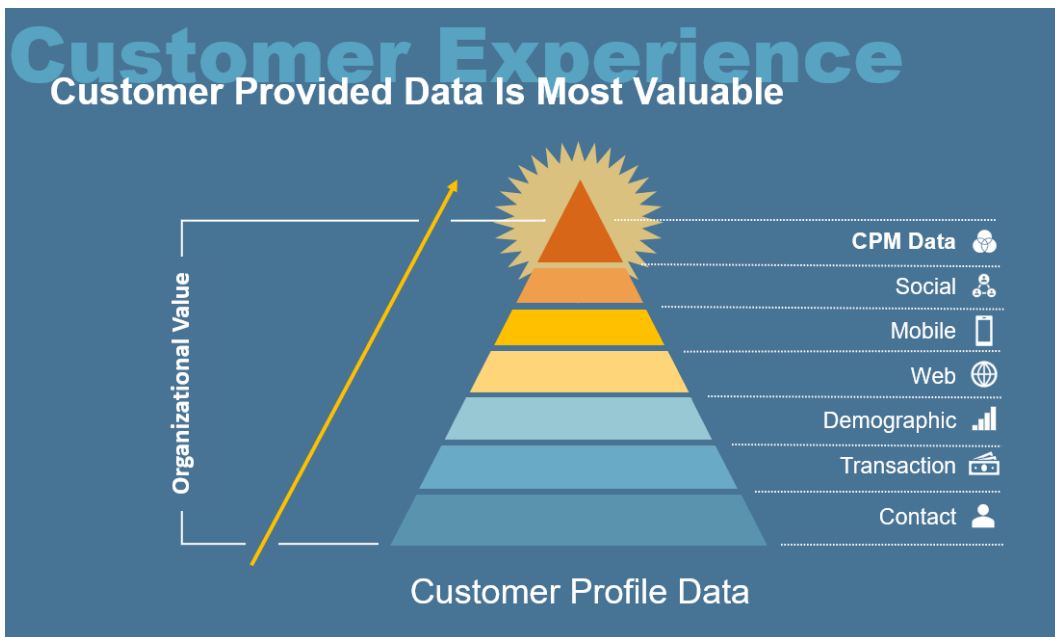 Customer Experience
Customer Provided Data Is Most Valuable
Organizational Value
CPM Data
Social
Mobile
Web
Demographic
Transaction
Contact
Customer Profile Data